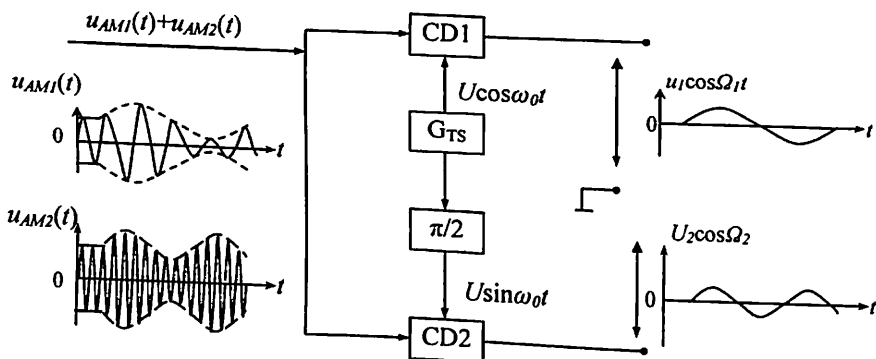 u_AM1(t)+u_AM2(t)
CD1
u_AM1(t)
0
t
Ucosω₀t
G_TS
u₁cosΩ₁t
0
t
u_AM2(t)
0
t
π/2
Usinω₀t
CD2
U₂cosΩ₂
0
t